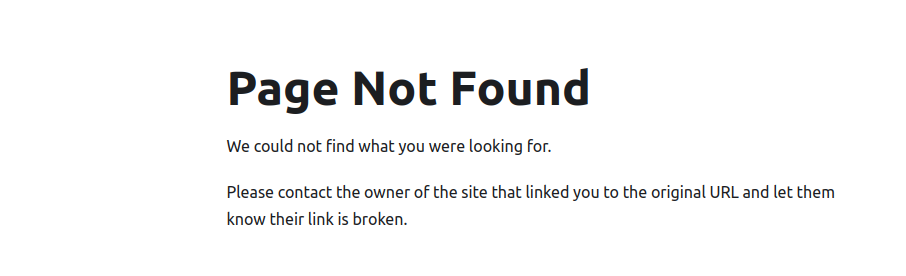 Page Not Found
We could not find what you were looking for.
Please contact the owner of the site that linked you to the original URL and let them
know their link is broken.